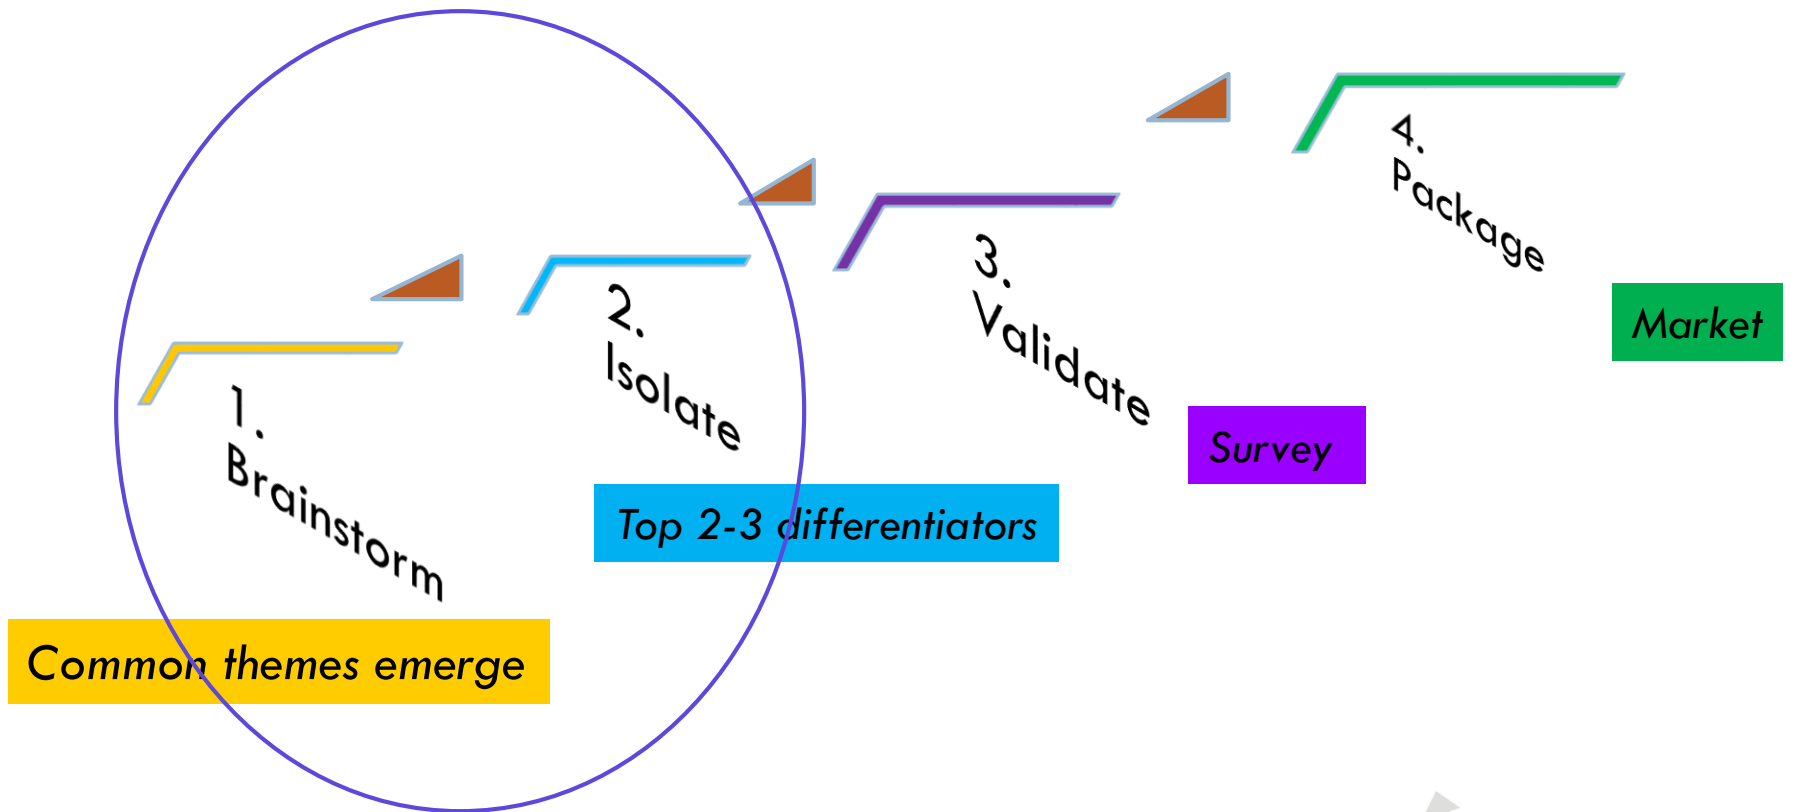 1.
Brainstorm
Common themes emerge
2.
Isolate
Top 2-3 differentiators
3.
Validate
Survey
4.
Package
Market